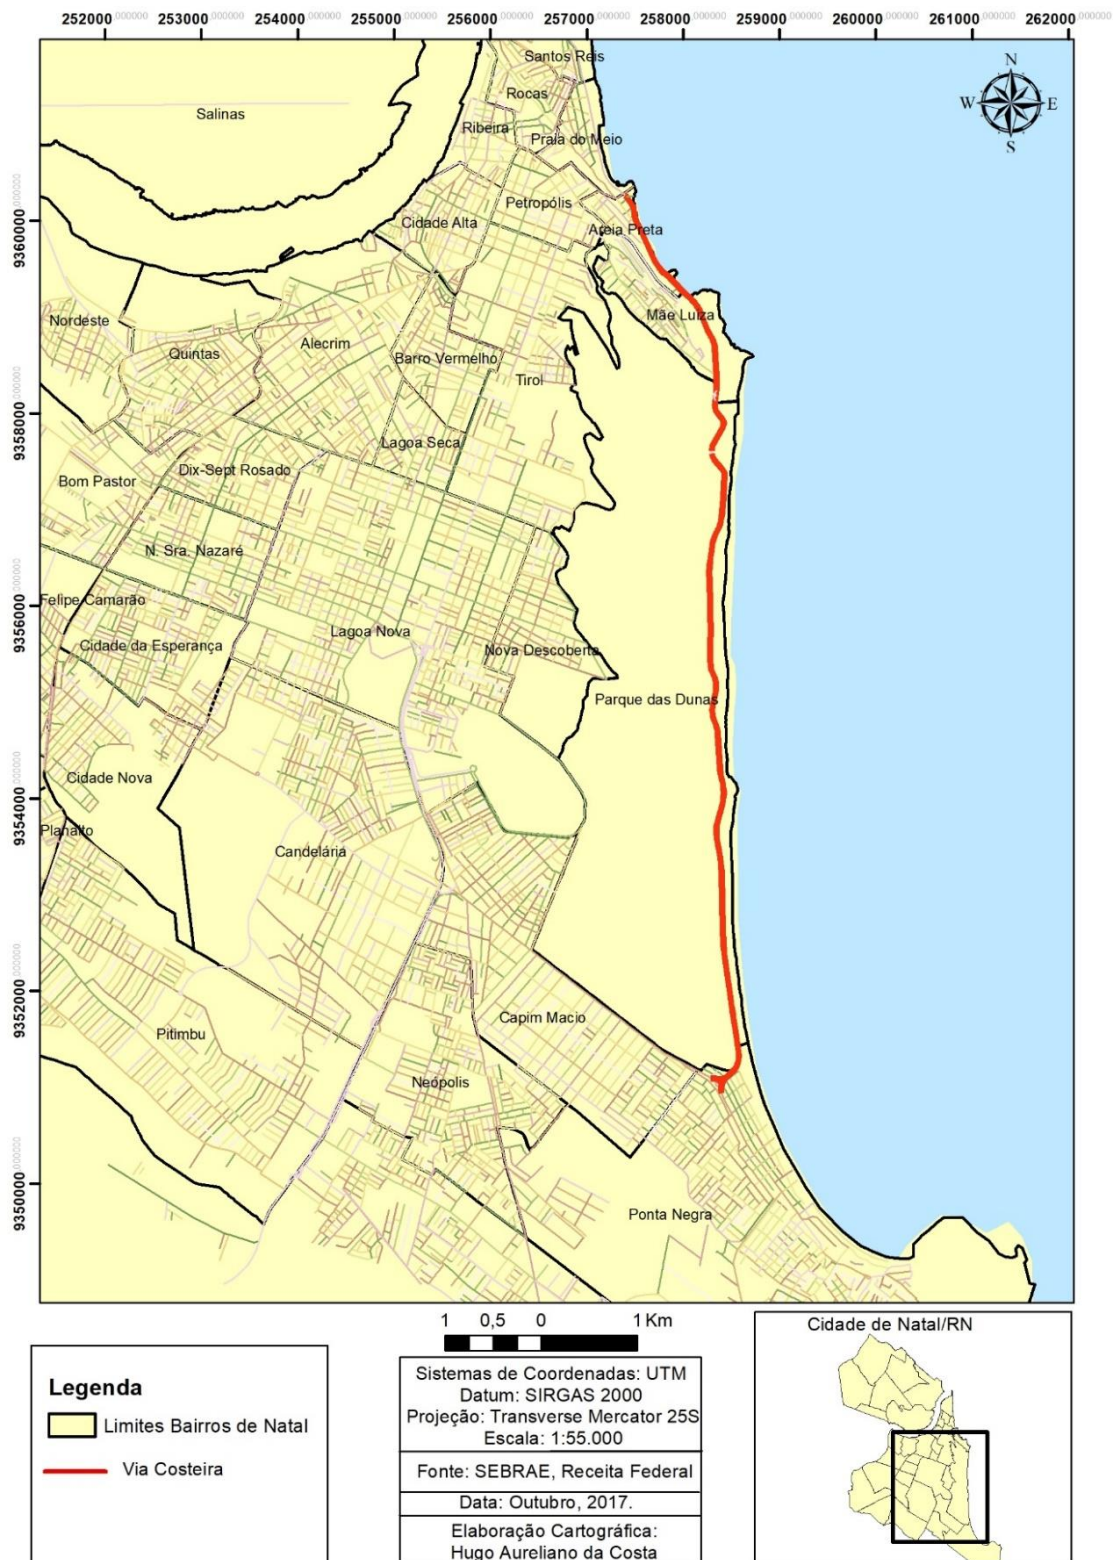 252000,000000 253000,000000 254000,000000 255000,000000 256000,000000 257000,000000 258000,000000 259000,000000 260000,000000 261000,000000 262000,000000
Santos Reis
Rocas
Salinas
Ribeira
Praia do Meio
N
W E
S
Petropólis
Cidade Alta
Areia Preta
9360000,000000
Mãe Luiza
Nordeste
Quintas
Alecrim
Barro Vermelho
Tirol
9358000,000000
Lagoa Seca
Dix-Sept Rosado
Bom Pastor
N. Sra. Nazaré
9356000,000000
Felipe Camarão
Cidade da Esperança
Lagoa Nova
Nova Descoberta
Parque das Dunas
9354000,000000
Cidade Nova
Planalto
Candelária
9352000,000000
Capim Macio
Pitimbu
Neópolis
9350000,000000
Ponta Negra
1 0,5 0 1 Km
Legenda
Limites Bairros de Natal
Via Costeira
Sistemas de Coordenadas: UTM
Datum: SIRGAS 2000
Projeção: Transverse Mercator 25S
Escala: 1:55.000
Fonte: SEBRAE, Receita Federal
Data: Outubro, 2017.
Elaboração Cartográfica:
Hugo Aureliano da Costa
Cidade de Natal/RN